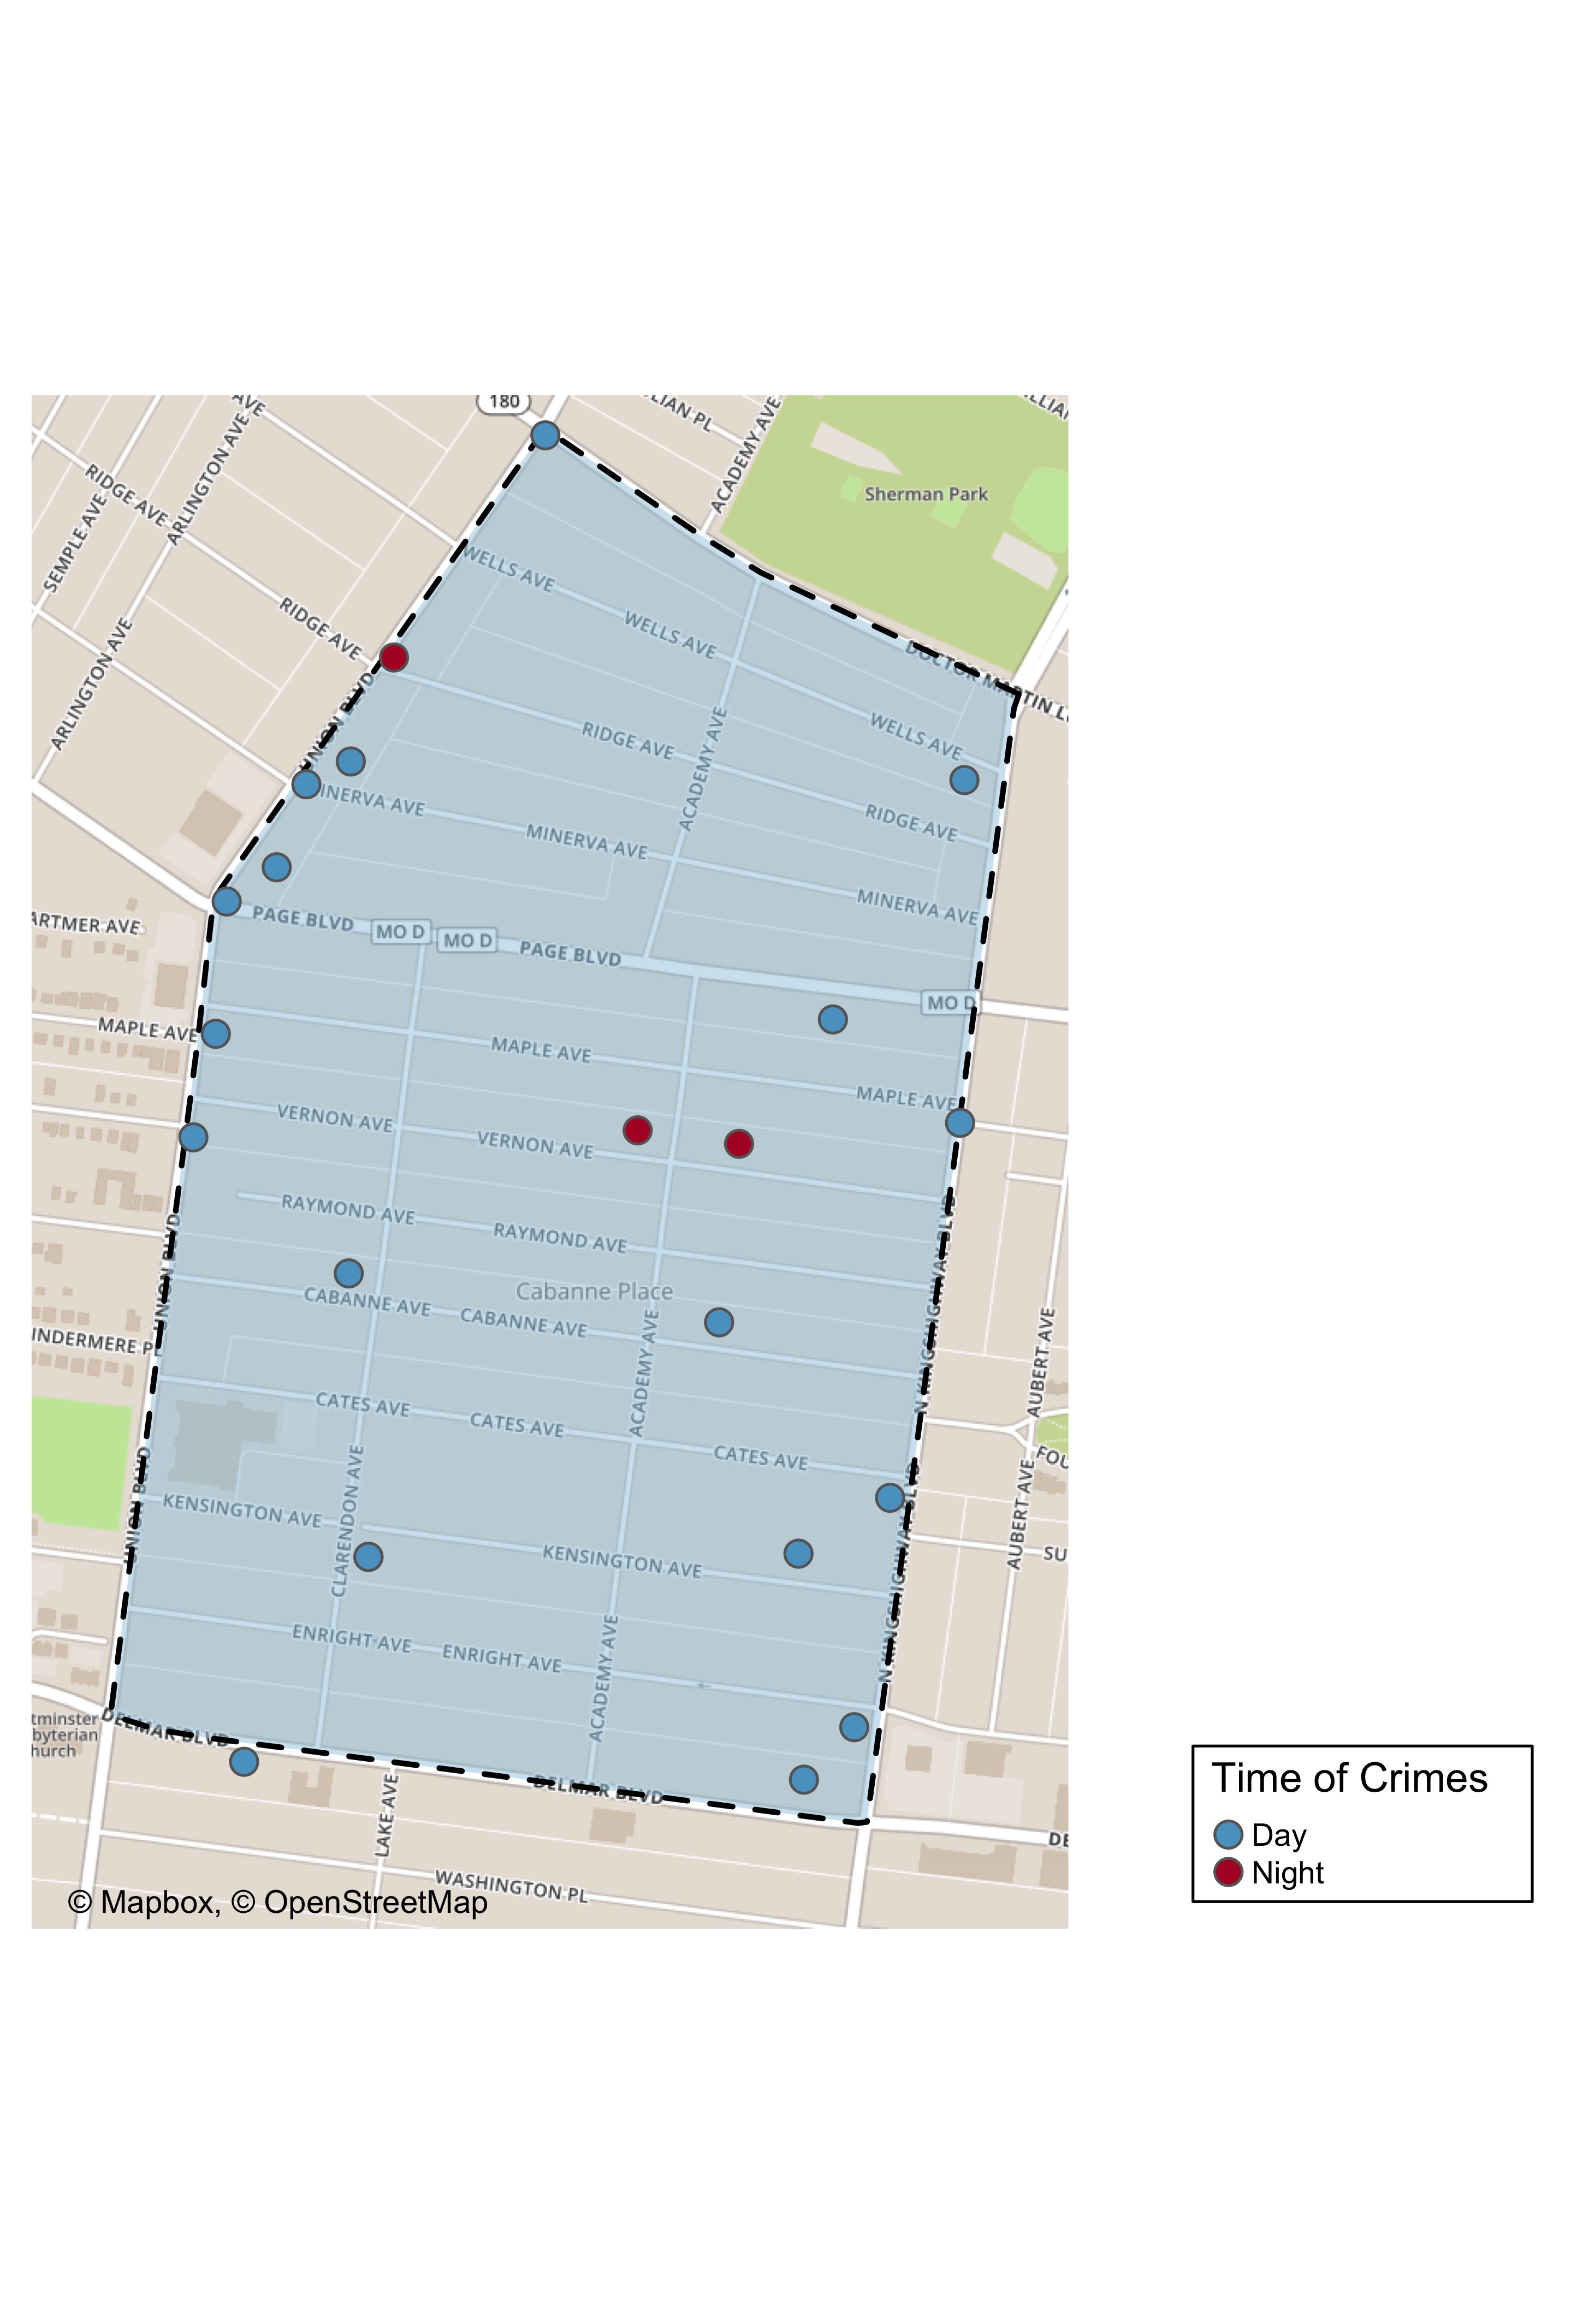 180
LIAN PL
ILLIAN
AVE
ACADEMY AVE
ARLINGTON AVE
RIDGE AVE
Sherman Park
SEMPLE AVE
WELLS AVE
RIDGE AVE
WELLS AVE
ARLINGTON AVE
DOCTOR MARTIN L
UNION BLVD
RIDGE AVE
ACADEMY AVE
WELLS AVE
INERVA AVE
MINERVA AVE
RIDGE AVE
MINERVA AVE
ARTMER AVE
PAGE BLVD
MO D
MO D
PAGE BLVD
MO D
MAPLE AVE
MAPLE AVE
MAPLE AVE
VERNON AVE
VERNON AVE
RAYMOND AVE
RAYMOND AVE
UNION BLVD
N KINGSHIGHWAY BLVD
Cabanne Place
CABANNE AVE
CABANNE AVE
INDERMERE P
ACADEMY AVE
AUBERT AVE
CATES AVE
CATES AVE
CATES AVE
FOU
UNION BLVD
CLARENDON AVE
KENSINGTON AVE
KENSINGTON AVE
N KINGSHIGHWAY BLVD
AUBERT AVE
SU
ENRIGHT AVE
ENRIGHT AVE
ACADEMY AVE
tminster
byterian
hurch
DELMAR BLVD
DELMAR BLVD
LAKE AVE
DE
WASHINGTON PL
© Mapbox, © OpenStreetMap
Time of Crimes
Day
Night